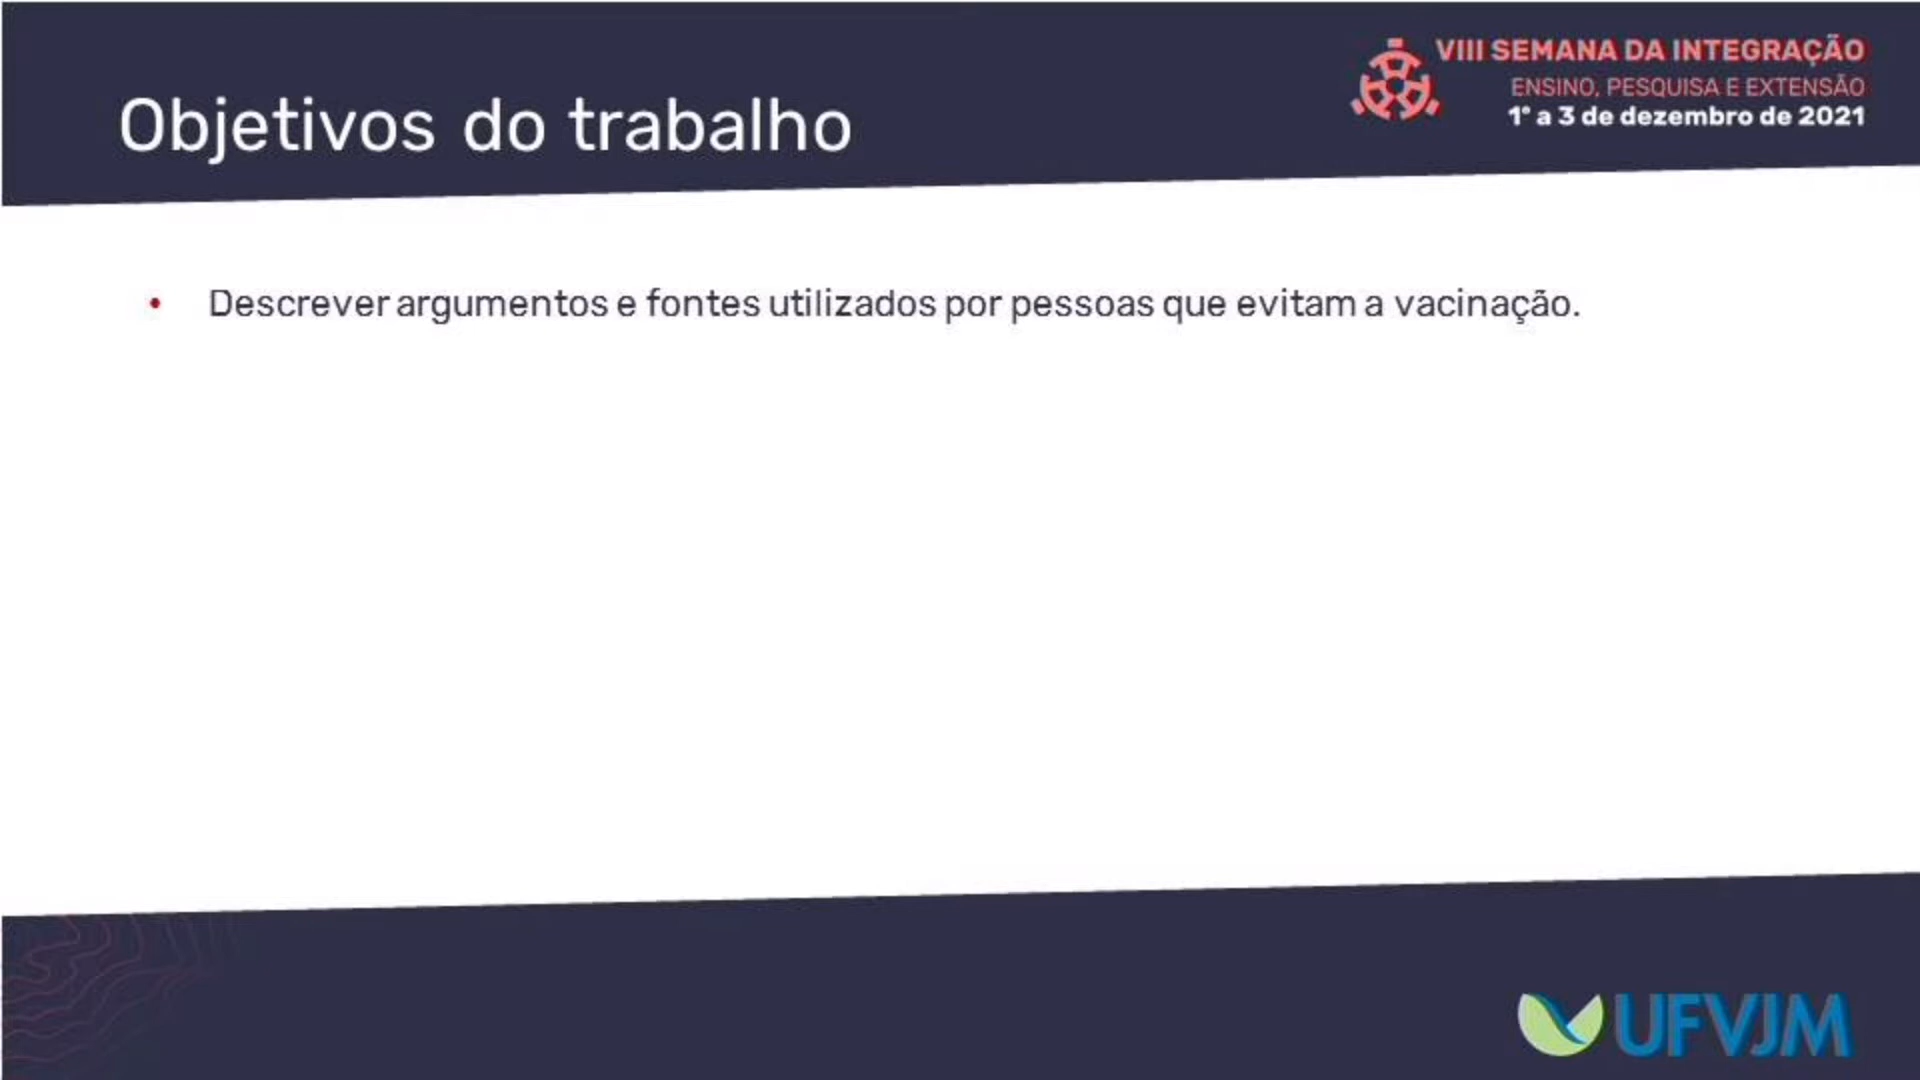 VIII SEMANA DA INTEGRAÇÃO
ENSINO, PESQUISA E EXTENSÃO
1° a 3 de dezembro de 2021
Objetivos do trabalho
• Descrever argumentos e fontes utilizados por pessoas que evitam a vacinação.
UFVJM